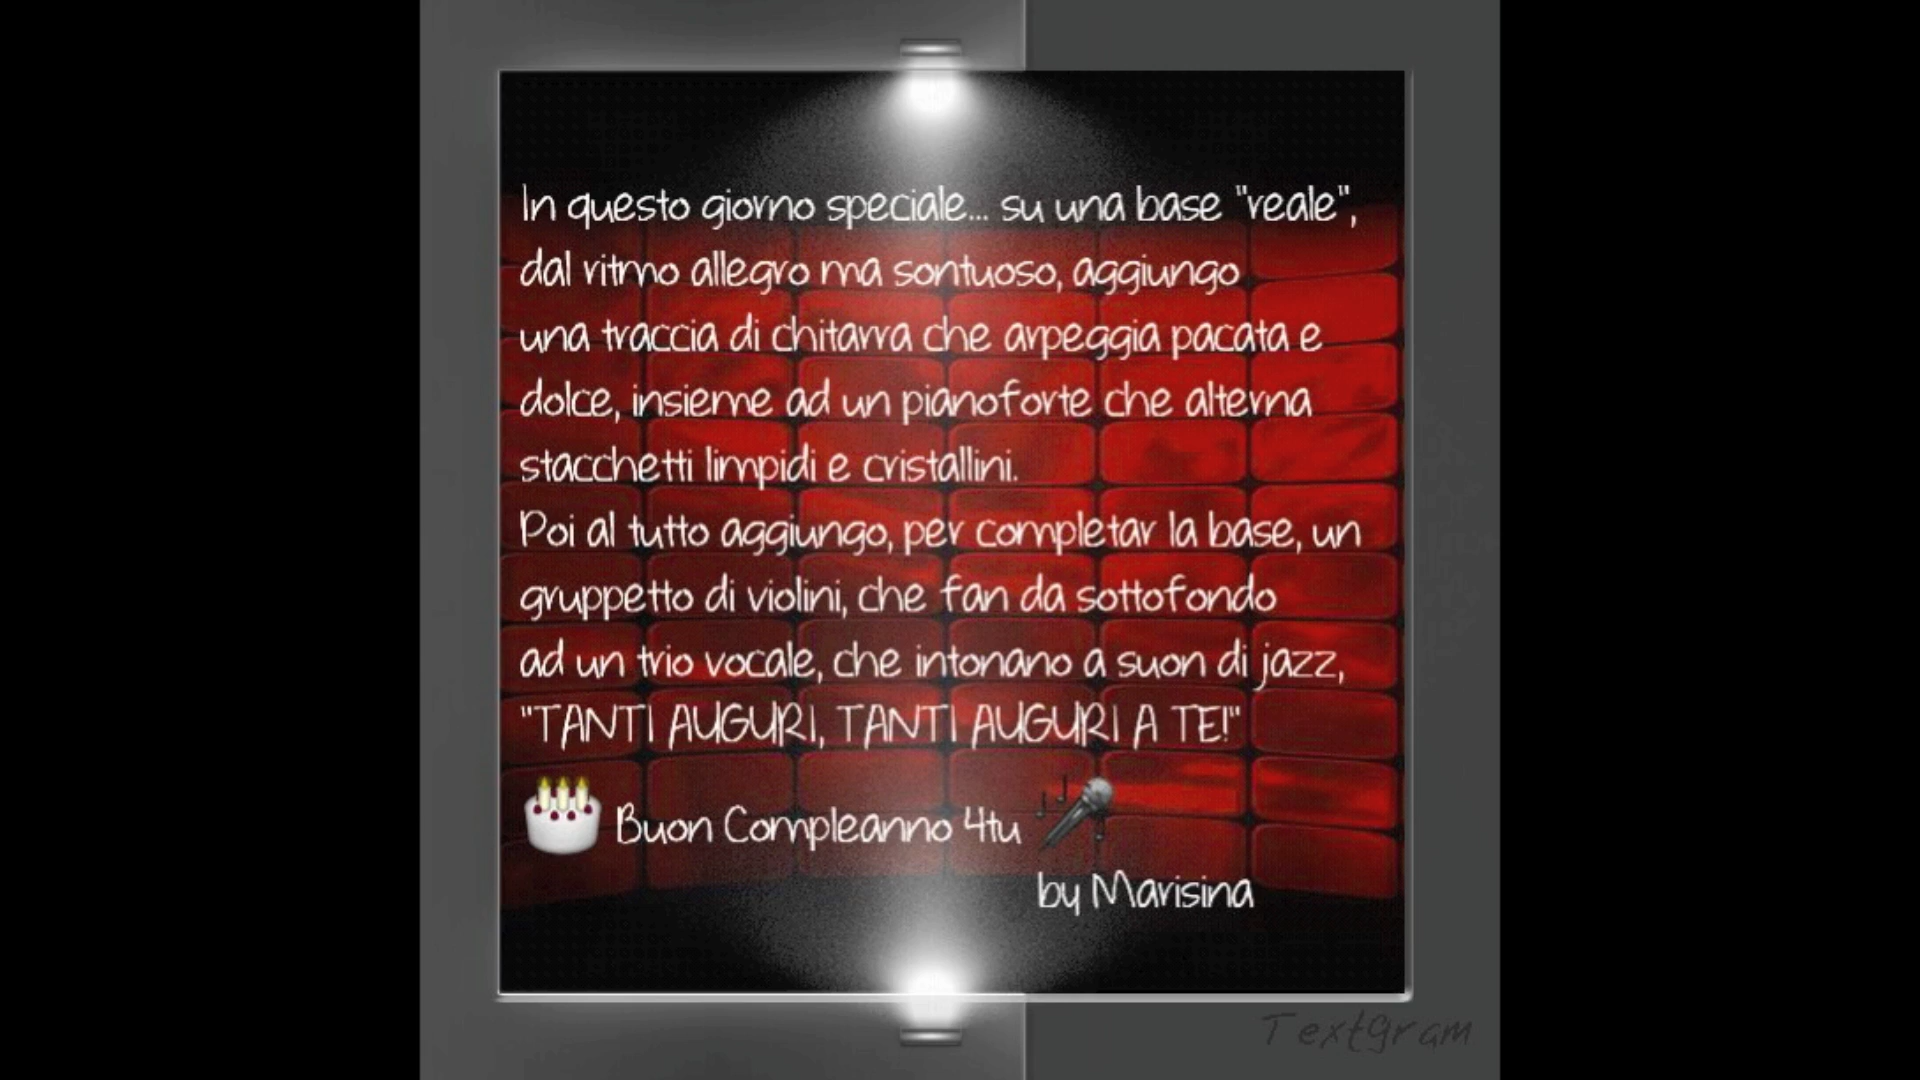 In questo giorno speciale... su una base "reale",
dal ritmo allegro ma sontuoso, aggiungo
una traccia di chitarra che arpeggia pacata e
dolce, insieme ad un pianoforte che alterna
stacchetti limpidi e cristallini.
Poi al tutto aggiungo, per completar la base, un
gruppetto di violini, che fan da sottofondo
ad un trio vocale, che intonano a suon di jazz,
"TANTI AUGURI, TANTI AUGURI A TE!"
🎂 Buon Compleanno 4tu 🎤
by Marisina
Textgram